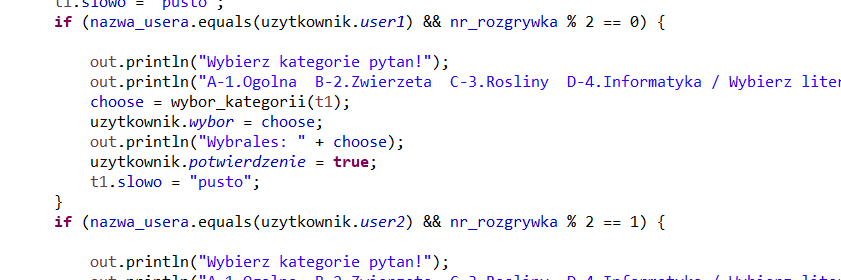 t1.slowo = "pusto";
if (nazwa_usera.equals(uzytkownik.user1) && nr_rozgrywka % 2 == 0) {
out.println("Wybierz kategorie pytan!");
out.println("A-1.Ogolna  B-2.Zwierzeta  C-3.Rosliny  D-4.Informatyka / Wybierz liter
choose = wybor_kategorii(t1);
uzytkownik.wybor = choose;
out.println("Wybrales: " + choose);
uzytkownik.potwierdzenie = true;
t1.slowo = "pusto";
}
if (nazwa_usera.equals(uzytkownik.user2) && nr_rozgrywka % 2 == 1) {
out.println("Wybierz kategorie pytan!");
out.println("A-1.Ogolna  B-2.Zwierzeta  C-3.Rosliny  D-4.Informatyka / Wybierz liter